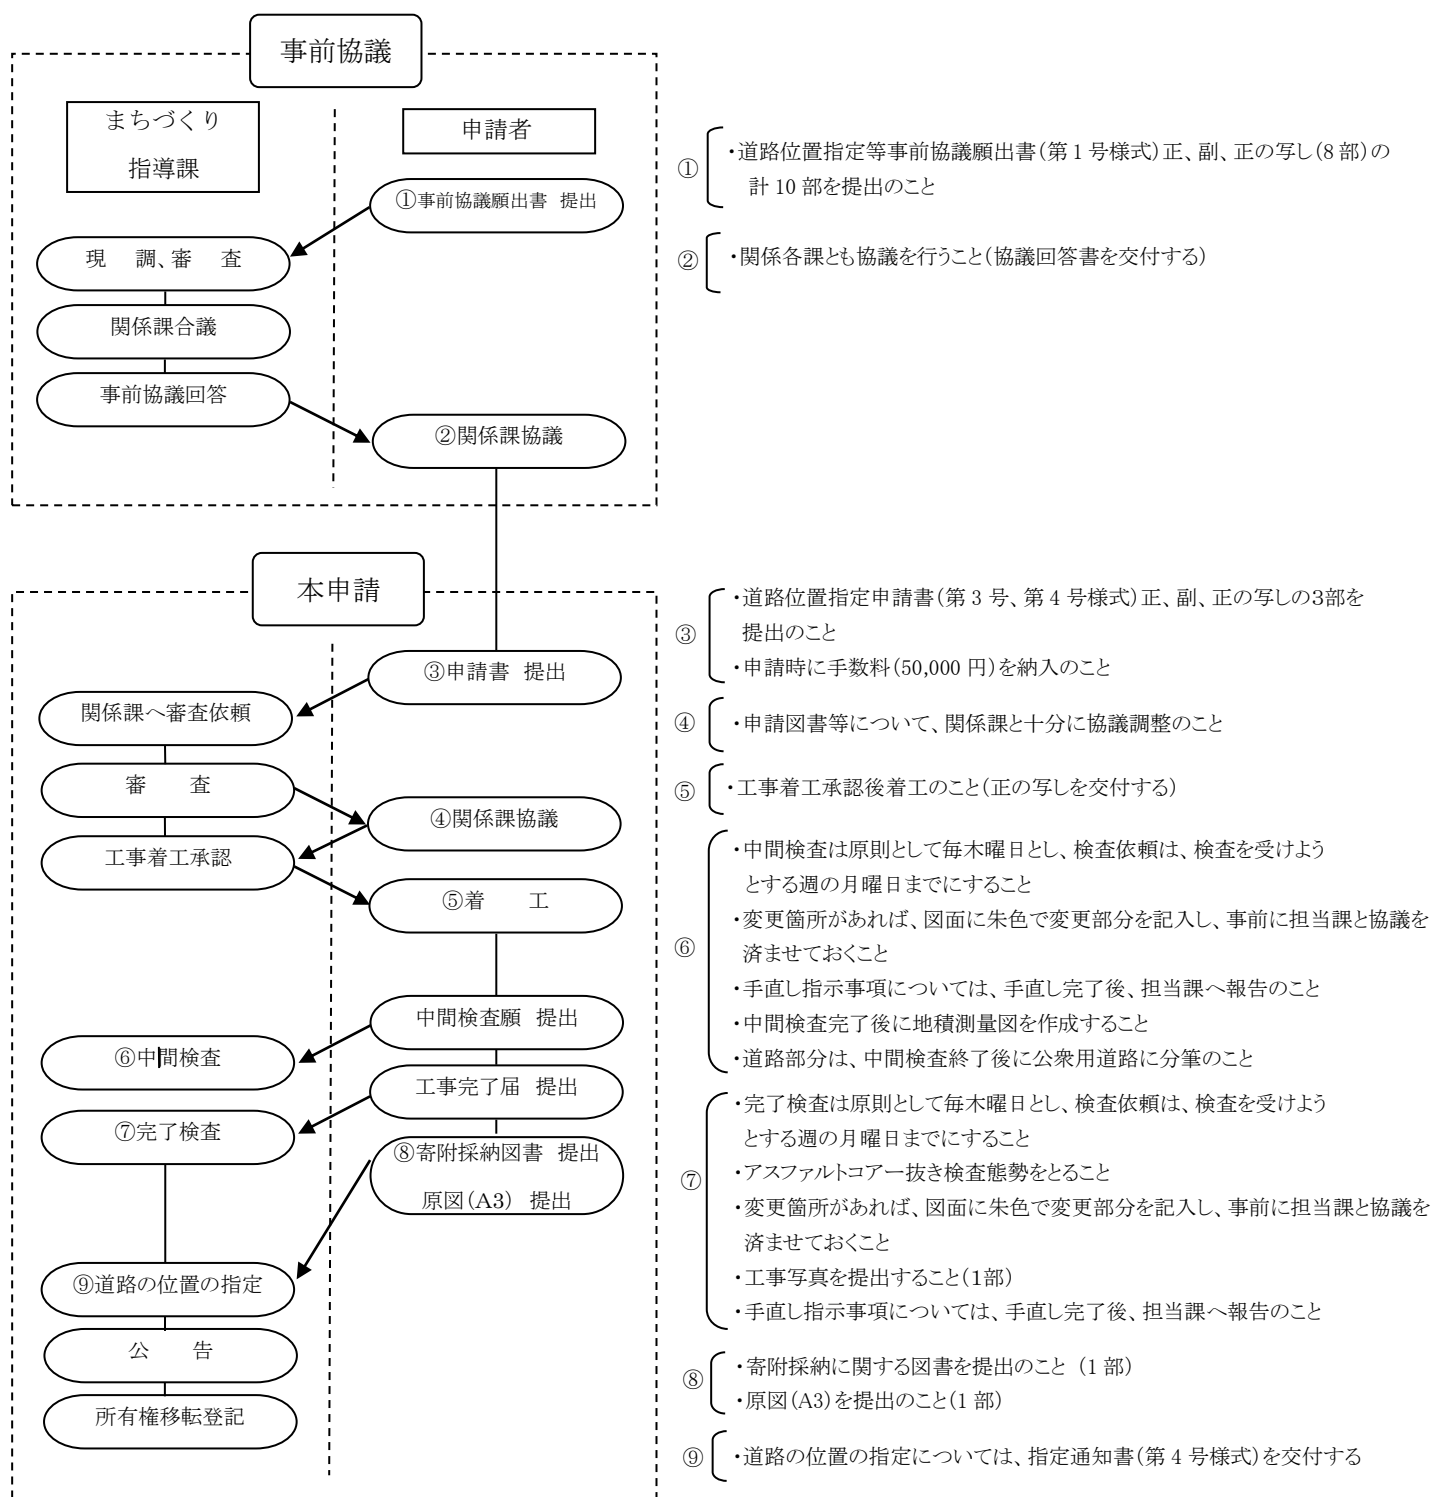 事前協議
まちづくり
指導課
申請者
①事前協議願出書 提出
現 調、審 査
関係課合議
事前協議回答
②関係課協議
① ・道路位置指定等事前協議願出書(第1号様式)正、副、正の写し(8部)の
計10部を提出のこと
② ・関係各課とも協議を行うこと(協議回答書を交付する)
本申請
③申請書 提出
関係課へ審査依頼
審 査
④関係課協議
工事着工承認
⑤着 工
中間検査願 提出
⑥中間検査
工事完了届 提出
⑦完了検査
⑧寄附採納図書 提出
原図(A3) 提出
⑨道路の位置の指定
公 告
所有権移転登記
③ ・道路位置指定申請書(第3号、第4号様式)正、副、正の写しの3部を
提出のこと
・申請時に手数料(50,000円)を納入のこと
④ ・申請図書等について、関係課と十分に協議調整のこと
⑤ ・工事着工承認後着工のこと(正の写しを交付する)
⑥ ・中間検査は原則として毎木曜日とし、検査依頼は、検査を受けよう
とする週の月曜日までにすること
・変更箇所があれば、図面に朱色で変更部分を記入し、事前に担当課と協議を
済ませておくこと
・手直し指示事項については、手直し完了後、担当課へ報告のこと
・中間検査完了後に地積測量図を作成すること
・道路部分は、中間検査終了後に公衆用道路に分筆のこと
⑦ ・完了検査は原則として毎木曜日とし、検査依頼は、検査を受けよう
とする週の月曜日までにすること
・アスファルトコアー抜き検査態勢をとること
・変更箇所があれば、図面に朱色で変更部分を記入し、事前に担当課と協議を
済ませておくこと
・工事写真を提出すること(1部)
・手直し指示事項については、手直し完了後、担当課へ報告のこと
⑧ ・寄附採納に関する図書を提出のこと (1部)
・原図(A3)を提出のこと(1部)
⑨ ・道路の位置の指定については、指定通知書(第4号様式)を交付する